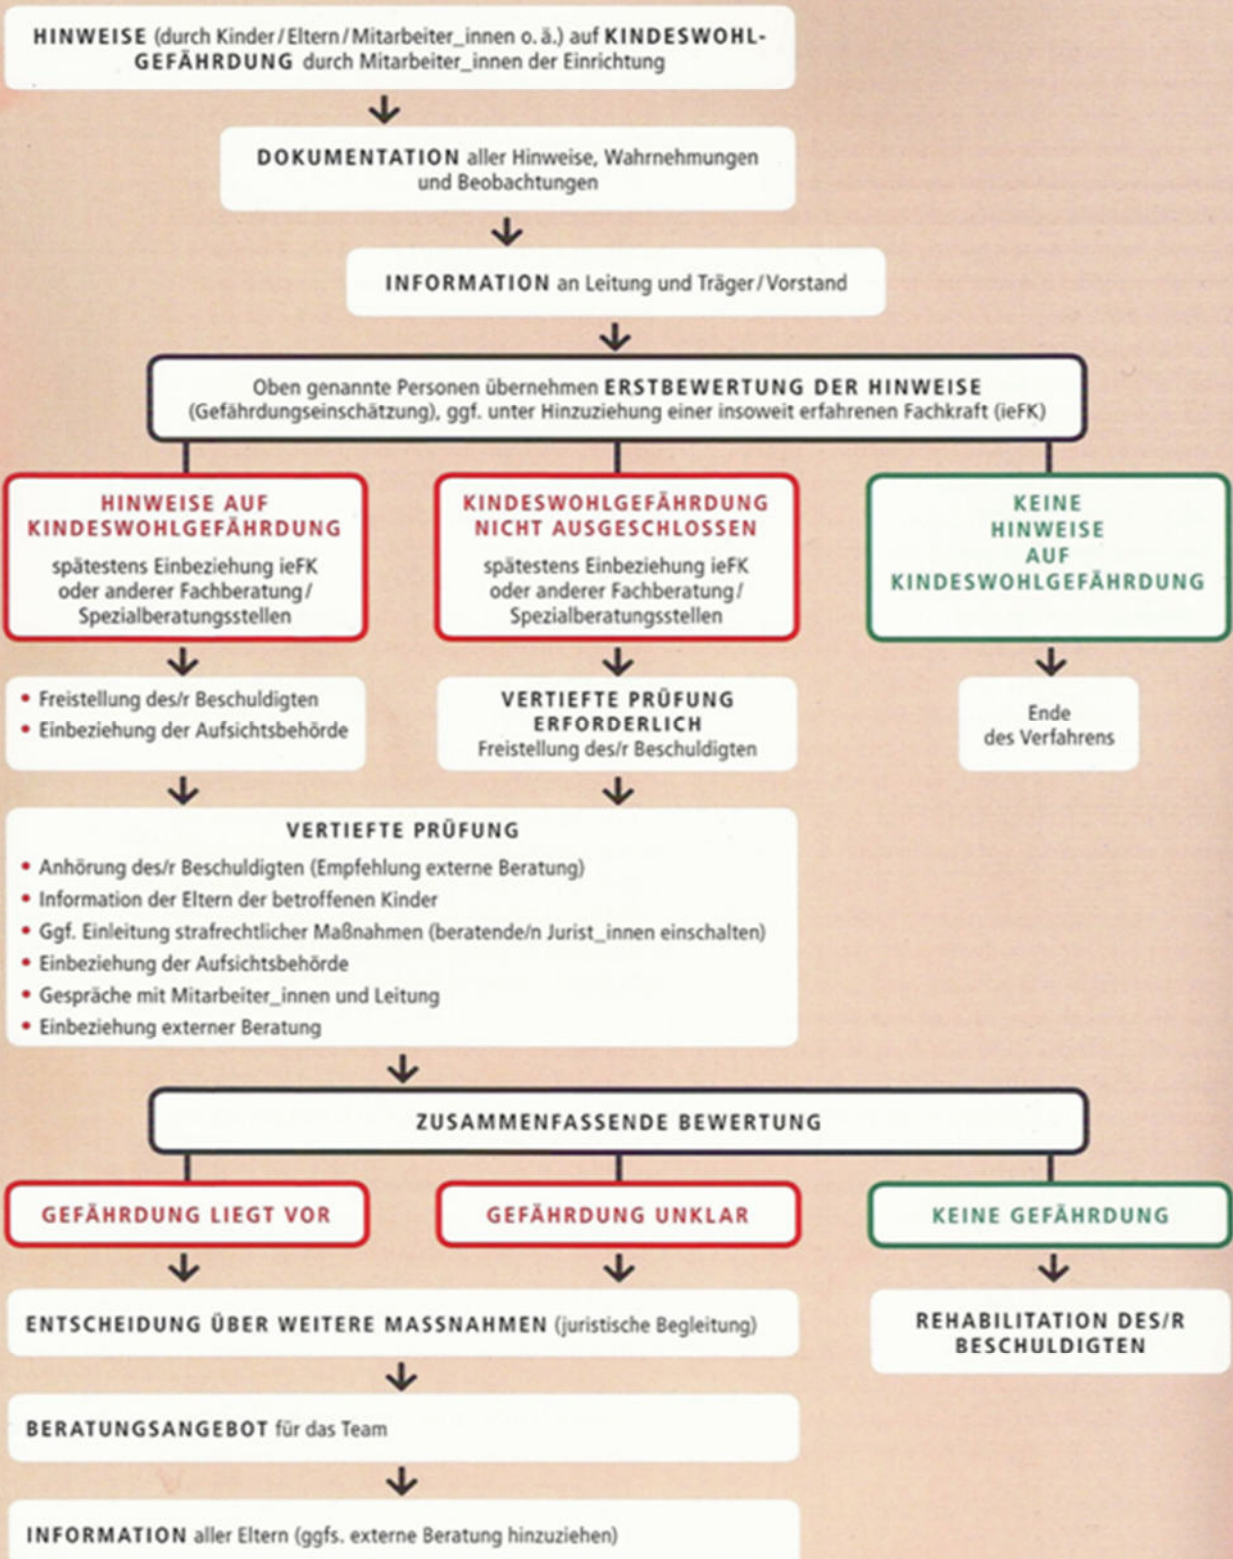 HINWEISE (durch Kinder/Eltern/Mitarbeiter_innen o. ä.) auf KINDESWOHL-
GEFÄHRDUNG durch Mitarbeiter_innen der Einrichtung
DOKUMENTATION aller Hinweise, Wahrnehmungen
und Beobachtungen
INFORMATION an Leitung und Träger/Vorstand
Oben genannte Personen übernehmen ERSTBEWERTUNG DER HINWEISE
(Gefährdungseinschätzung), ggf. unter Hinzuziehung einer insoweit erfahrenen Fachkraft (ieFK)
HINWEISE AUF
KINDESWOHLGEFÄHRDUNG
spätestens Einbeziehung ieFK
oder anderer Fachberatung/
Spezialberatungsstellen
KINDESWOHLGEFÄHRDUNG
NICHT AUSGESCHLOSSEN
spätestens Einbeziehung ieFK
oder anderer Fachberatung/
Spezialberatungsstellen
KEINE
HINWEISE
AUF
KINDESWOHLGEFÄHRDUNG
• Freistellung des/r Beschuldigten
• Einbeziehung der Aufsichtsbehörde
VERTIEFTE PRÜFUNG
ERFORDERLICH
Freistellung des/r Beschuldigten
Ende
des Verfahrens
VERTIEFTE PRÜFUNG
• Anhörung des/r Beschuldigten (Empfehlung externe Beratung)
• Information der Eltern der betroffenen Kinder
• Ggf. Einleitung strafrechtlicher Maßnahmen (beratende/n Jurist_innen einschalten)
• Einbeziehung der Aufsichtsbehörde
• Gespräche mit Mitarbeiter_innen und Leitung
• Einbeziehung externer Beratung
ZUSAMMENFASSENDE BEWERTUNG
GEFÄHRDUNG LIEGT VOR
GEFÄHRDUNG UNKLAR
KEINE GEFÄHRDUNG
ENTSCHEIDUNG ÜBER WEITERE MASSNAHMEN (juristische Begleitung)
REHABILITATION DES/R
BESCHULDIGTEN
BERATUNGSANGEBOT für das Team
INFORMATION aller Eltern (ggfs. externe Beratung hinzuziehen)